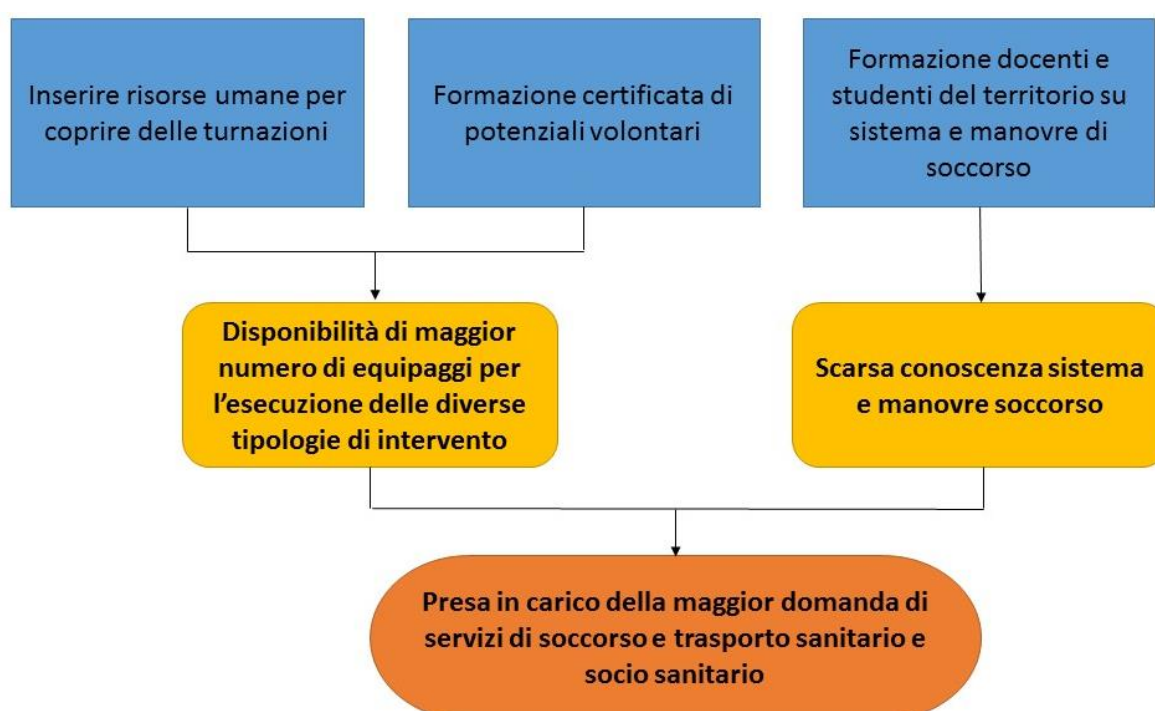 Inserire risorse umane per
coprire delle turnazioni
Formazione certificata di
potenziali volontari
Formazione docenti e
studenti del territorio su
sistema e manovre di
soccorso
Disponibilità di maggior
numero di equipaggi per
l’esecuzione delle diverse
tipologie di intervento
Scarsa conoscenza sistema
e manovre soccorso
Presa in carico della maggior domanda di
servizi di soccorso e trasporto sanitario e
socio sanitario